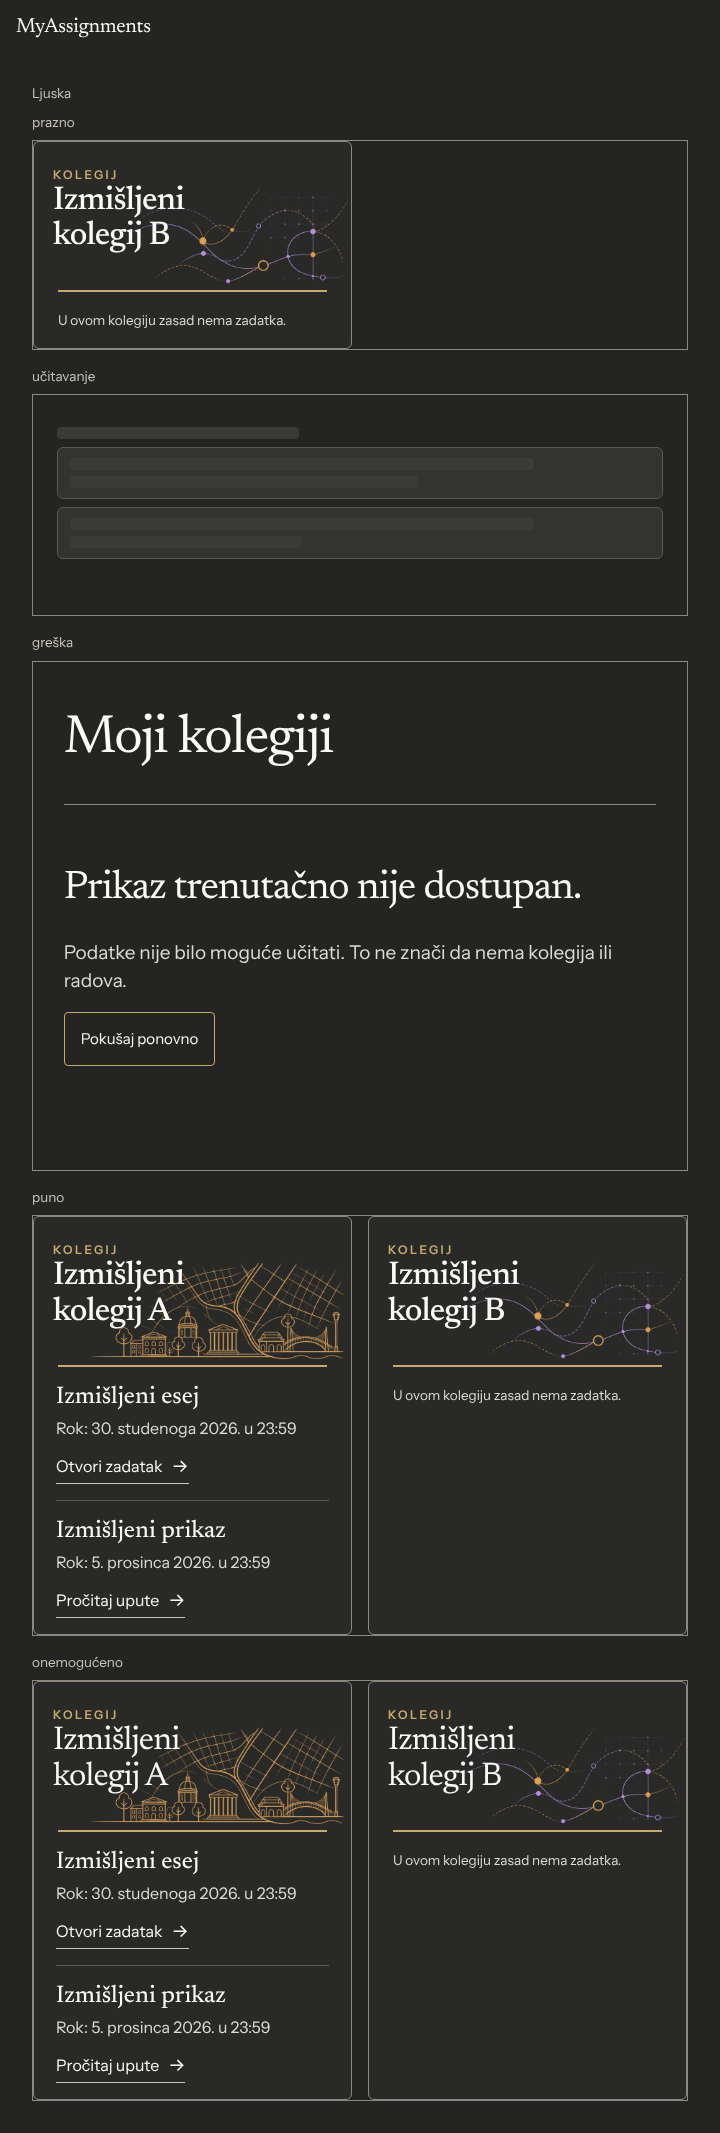 MyAssignments
Ljuska
prazno
KOLEGIJ
Izmišljeni
kolegij B
U ovom kolegiju zasad nema zadatka.
učitavanje
greška
Moji kolegiji
Prikaz trenutačno nije dostupan.
Podatke nije bilo moguće učitati. To ne znači da nema kolegija ili
radova.
Pokušaj ponovno
puno
KOLEGIJ
Izmišljeni
kolegij A
Izmišljeni esej
Rok: 30. studenoga 2026. u 23:59
Otvori zadatak →
Izmišljeni prikaz
Rok: 5. prosinca 2026. u 23:59
Pročitaj upute →
KOLEGIJ
Izmišljeni
kolegij B
U ovom kolegiju zasad nema zadatka.
onemogućeno
KOLEGIJ
Izmišljeni
kolegij A
Izmišljeni esej
Rok: 30. studenoga 2026. u 23:59
Otvori zadatak →
Izmišljeni prikaz
Rok: 5. prosinca 2026. u 23:59
Pročitaj upute →
KOLEGIJ
Izmišljeni
kolegij B
U ovom kolegiju zasad nema zadatka.